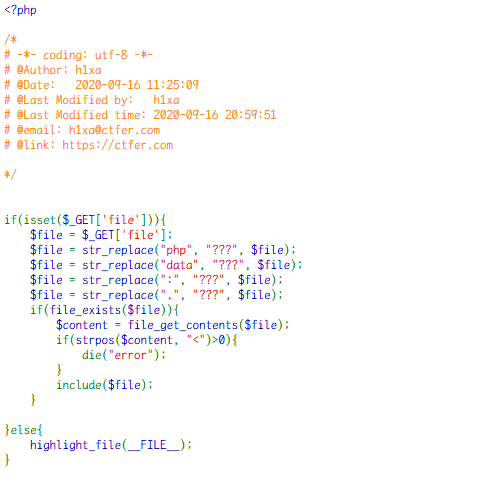 <?php
/*
# -*- coding: utf-8 -*-
# @Author: h1xa
# @Date:   2020-09-16 11:25:09
# @Last Modified by:   h1xa
# @Last Modified time: 2020-09-16 20:59:51
# @email: h1xa@ctfer.com
# @link: https://ctfer.com
*/
if(isset($_GET['file'])){
    $file = $_GET['file'];
    $file = str_replace("php", "???", $file);
    $file = str_replace("data", "???", $file);
    $file = str_replace(":", "???", $file);
    $file = str_replace(".", "???", $file);
    if(file_exists($file)){
        $content = file_get_contents($file);
        if(strpos($content, "<")>0){
            die("error");
        }
        include($file);
    }
}else{
    highlight_file(__FILE__);
}